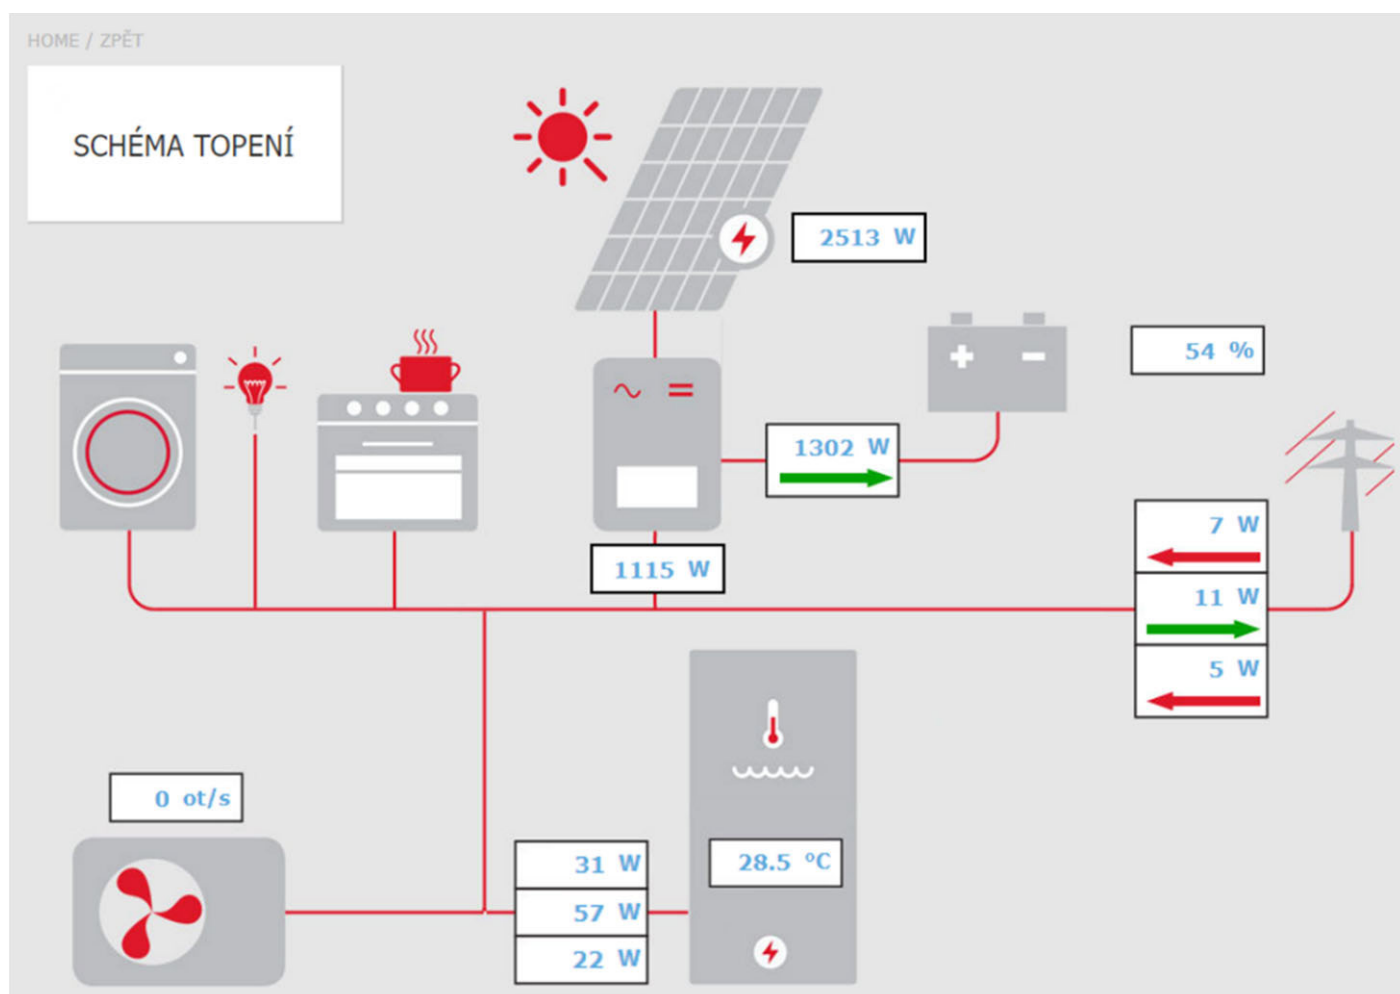 HOME / ZPĚT
SCHÉMA TOPENÍ
2513 W
54 %
1302 W
7 W
1115 W
11 W
5 W
0 ot/s
31 W
28.5 °C
57 W
22 W